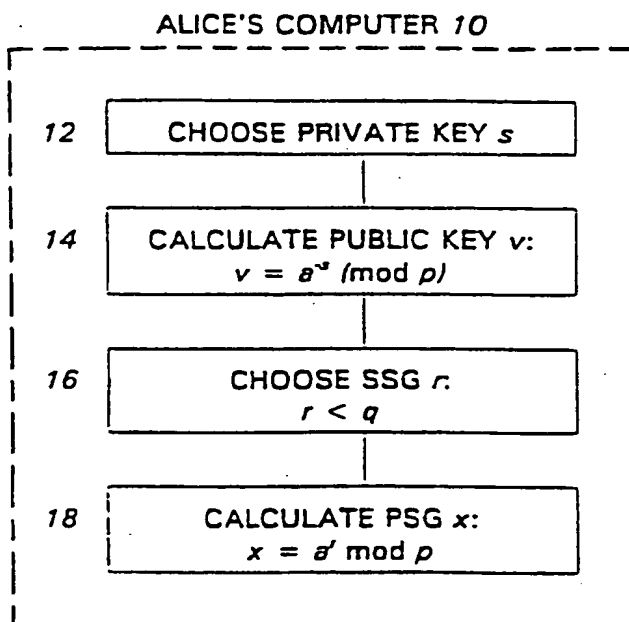 ALICE'S COMPUTER 10
12
CHOOSE PRIVATE KEY s
14
CALCULATE PUBLIC KEY v:
v = a⁻ˢ (mod p)
16
CHOOSE SSG r:
r < q
18
CALCULATE PSG x:
x = aʳ mod p